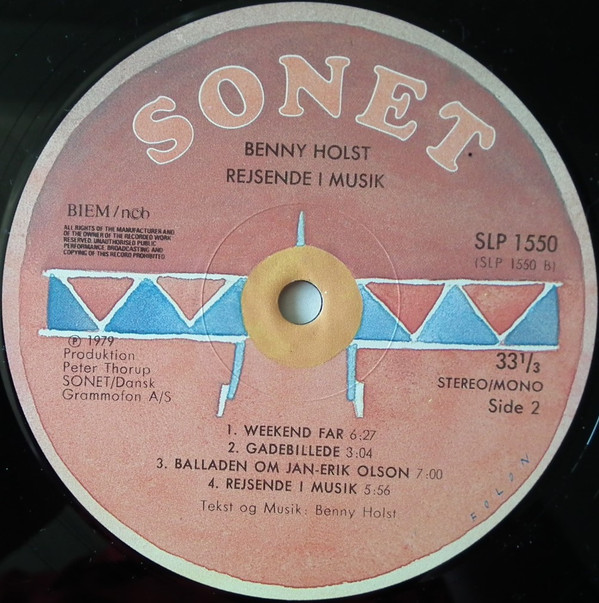 SONET
BENNY HOLST
REJSENDE I MUSIK
BIEM/ncb
ALL RIGHTS OF THE MANUFACTURER AND
OF THE OWNER OF THE RECORDED WORK
RESERVED. UNAUTHORISED PUBLIC
PERFORMANCE, BROADCASTING AND
COPYING OF THIS RECORD PROHIBITED
SLP 1550
(SLP 1550 B)
℗ 1979
Produktion:
Peter Thorup
SONET/Dansk
Grammofon A/S
33 1/3
STEREO/MONO
Side 2
1. WEEKEND FAR 6:27
2. GADEBILLEDE 3:04
3. BALLADEN OM JAN-ERIK OLSON 7:00
4. REJSENDE I MUSIK 5:56
Tekst og Musik: Benny Holst
FOLON